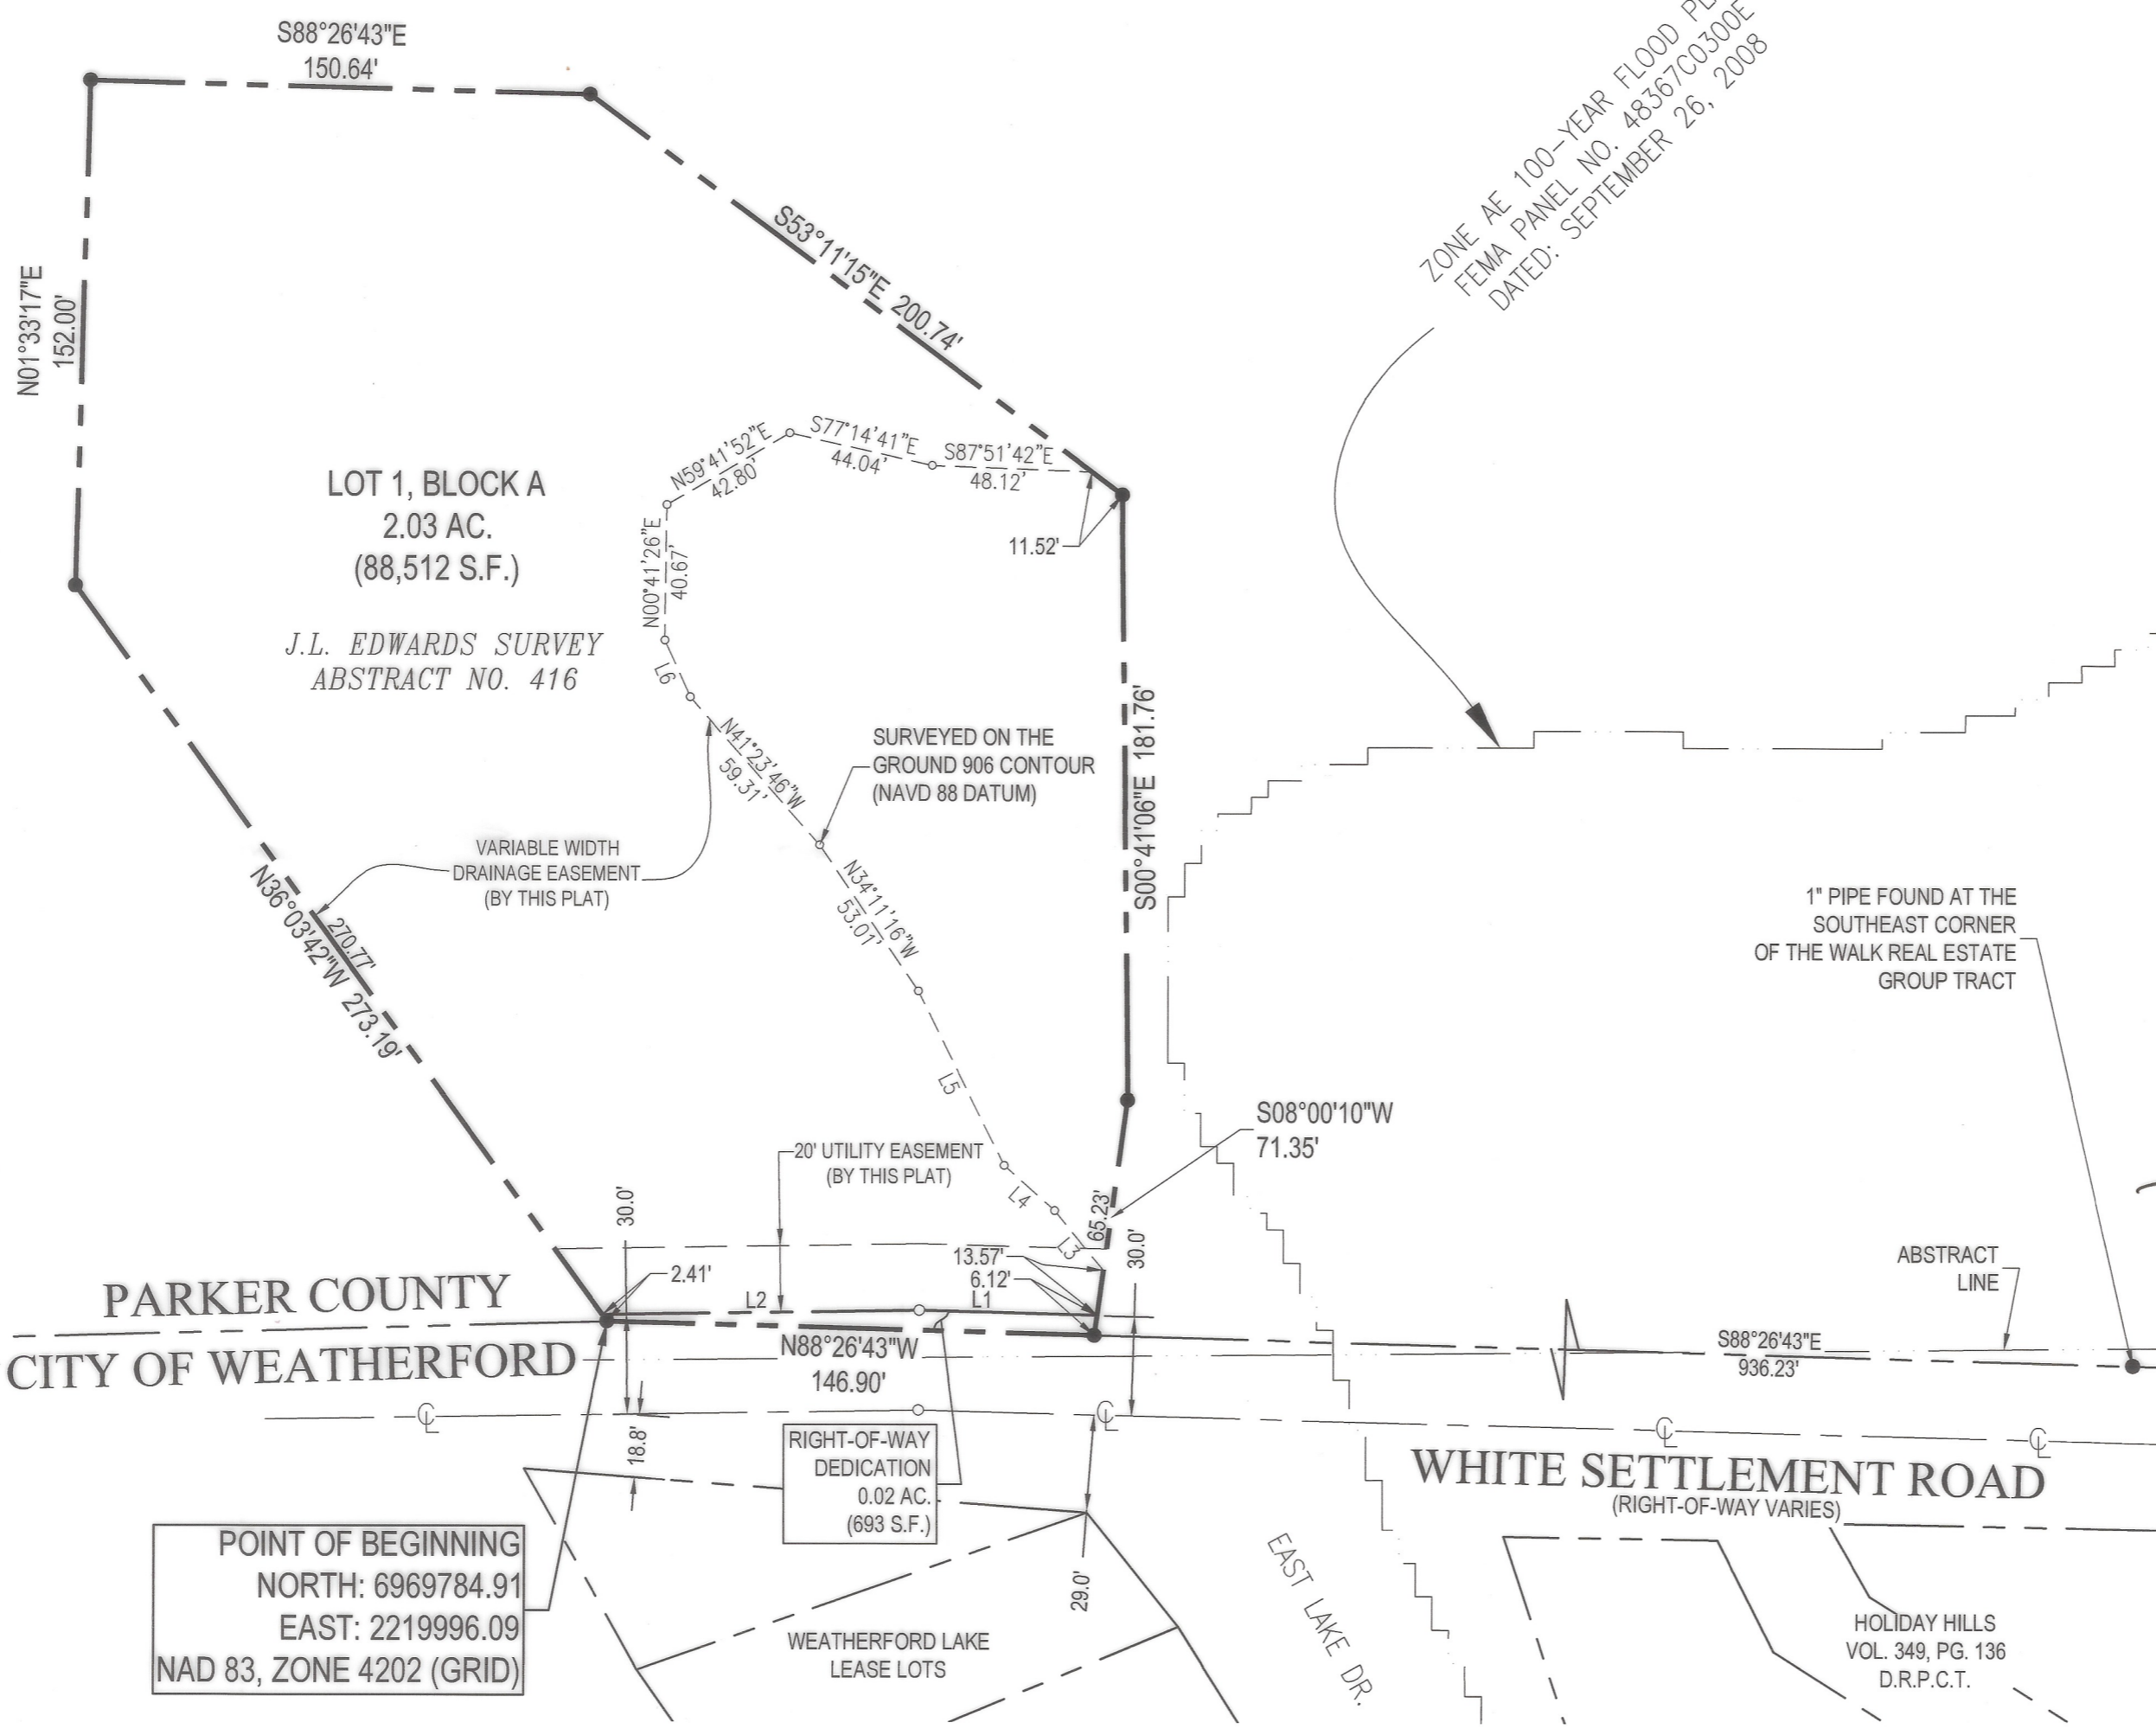 S88°26'43"E
150.64'
ZONE AE 100-YEAR FLOOD
FEMA PANEL NO. 48367C0300E
DATED: SEPTEMBER 26, 2008
N01°33'17"E
152.00'
S53°11'15"E 200.74'
LOT 1, BLOCK A
2.03 AC.
(88,512 S.F.)
J.L. EDWARDS SURVEY
ABSTRACT NO. 416
N59°41'52"E
42.80'
S77°14'41"E
44.04'
S87°51'42"E
48.12'
11.52'
N00°41'26"E
40.67'
L6
N41°23'46"W
59.31'
SURVEYED ON THE
GROUND 906 CONTOUR
(NAVD 88 DATUM)
S00°41'06"E 181.76'
VARIABLE WIDTH
DRAINAGE EASEMENT
(BY THIS PLAT)
N34°11'16"W
53.01'
270.77'
N36°03'42"W 273.19'
1" PIPE FOUND AT THE
SOUTHEAST CORNER
OF THE WALK REAL ESTATE
GROUP TRACT
L5
S08°00'10"W
71.35'
20' UTILITY EASEMENT
(BY THIS PLAT)
L4
65.23'
L3
30.0'
30.0'
13.57'
6.12'
2.41'
L2
L1
ABSTRACT
LINE
PARKER COUNTY
CITY OF WEATHERFORD
N88°26'43"W
146.90'
S88°26'43"E
936.23'
CL
CL
CL
CL
18.8'
RIGHT-OF-WAY
DEDICATION
0.02 AC.
(693 S.F.)
WHITE SETTLEMENT ROAD
(RIGHT-OF-WAY VARIES)
POINT OF BEGINNING
NORTH: 6969784.91
EAST: 2219996.09
NAD 83, ZONE 4202 (GRID)
29.0'
EAST LAKE DR.
WEATHERFORD LAKE
LEASE LOTS
HOLIDAY HILLS
VOL. 349, PG. 136
D.R.P.C.T.